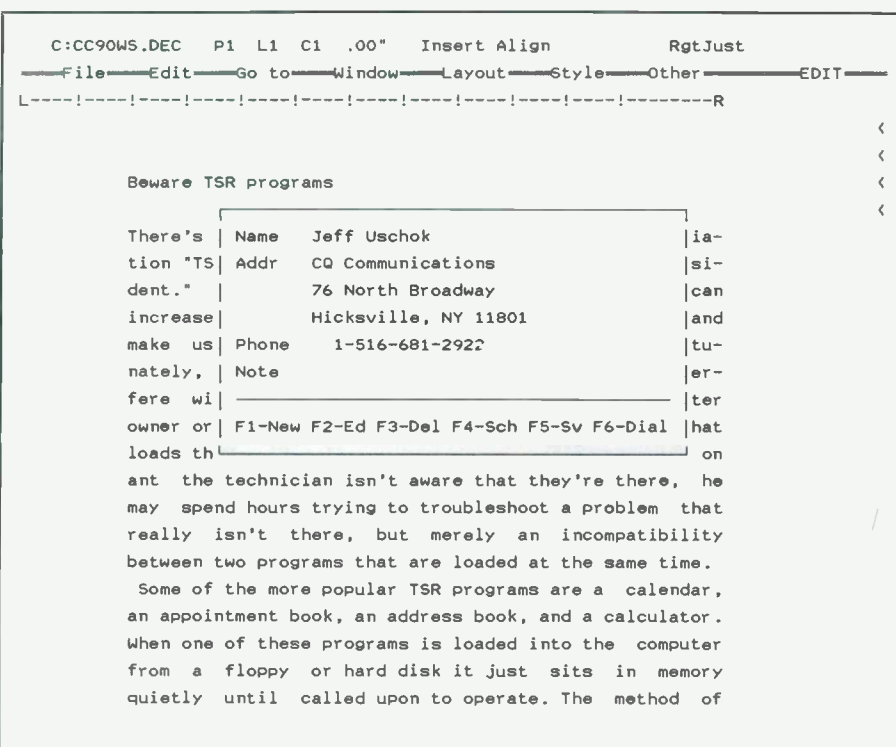 C:CC90WS.DEC P1 L1 C1 .00" Insert Align RgtJust
File Edit Go to Window Layout Style Other EDIT
L----!----!----!----!----!----!----!----!----!----!----!--------R
<
<
Beware TSR programs <
<
There's | Name Jeff Uschok |ia-
tion "TS| Addr CQ Communications |si-
dent." | 76 North Broadway |can
increase| Hicksville, NY 11801 |and
make us| Phone 1-516-681-2922 |tu-
nately, | Note |er-
fere wi| |ter
owner or| F1-New F2-Ed F3-Del F4-Sch F5-Sv F6-Dial |hat
loads th on
ant the technician isn't aware that they're there, he
may spend hours trying to troubleshoot a problem that
really isn't there, but merely an incompatibility
between two programs that are loaded at the same time.
Some of the more popular TSR programs are a calendar,
an appointment book, an address book, and a calculator.
When one of these programs is loaded into the computer
from a floppy or hard disk it just sits in memory
quietly until called upon to operate. The method of